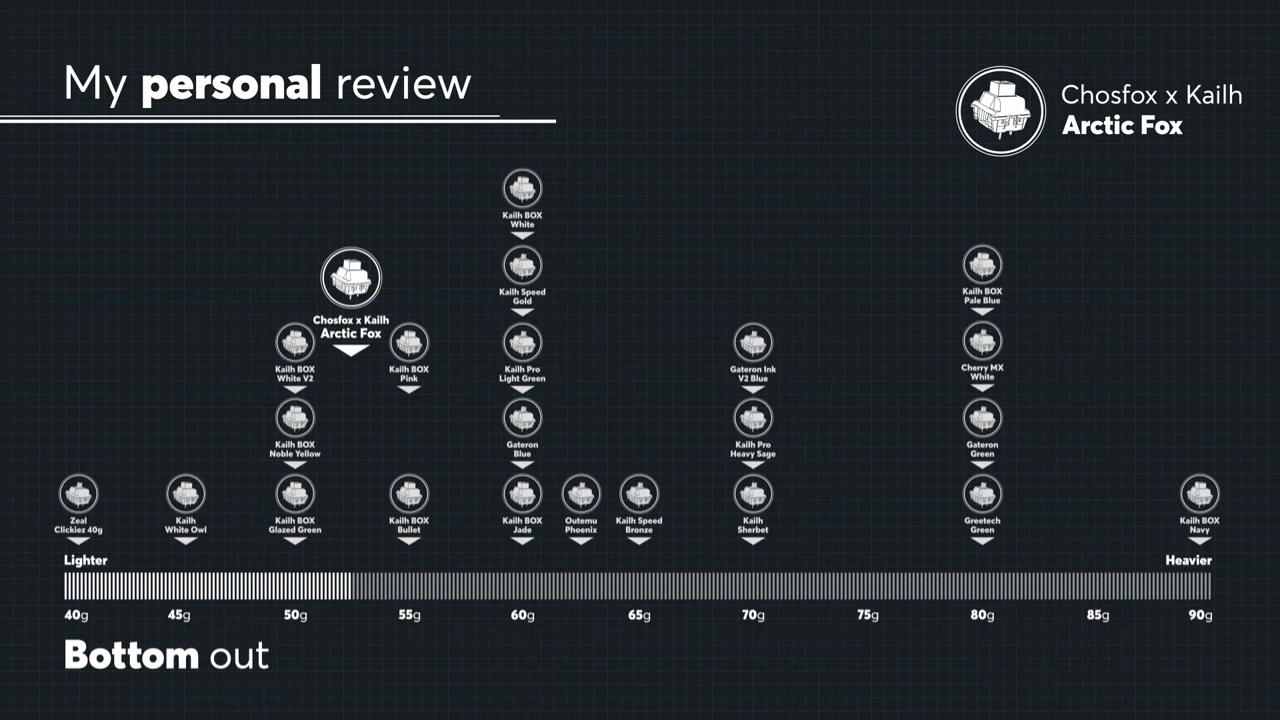 My personal review
Chosfox x Kailh
Arctic Fox
Kailh BOX
White
Kailh Speed
Gold
Kailh BOX
Pale Blue
Chosfox x Kailh
Arctic Fox
Kailh BOX
White V2
Kailh BOX
Pink
Kailh Pro
Light Green
Gateron Ink
V2 Blue
Cherry MX
White
Kailh BOX
Noble Yellow
Gateron
Blue
Kailh Pro
Heavy Sage
Gateron
Green
Zeal
Clickiez 40g
Kailh
White Owl
Kailh BOX
Glazed Green
Kailh BOX
Bullet
Kailh BOX
Jade
Outemu
Phoenix
Kailh Speed
Bronze
Kailh
Sherbet
Greetech
Green
Kailh BOX
Navy
Lighter
Heavier
40g 45g 50g 55g 60g 65g 70g 75g 80g 85g 90g
Bottom out